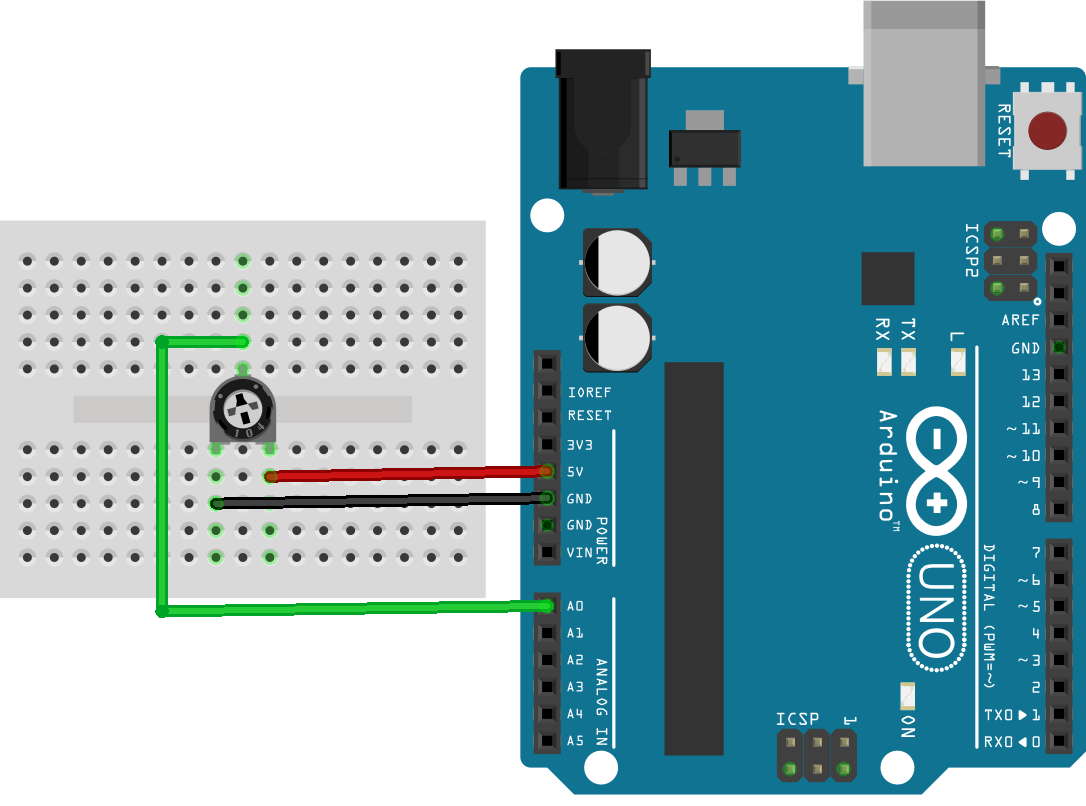 104
IOREF
RESET
3V3
5V
GND
GND
VIN
POWER
A0
A1
A2
A3
A4
A5
ANALOG IN
RESET
ICSP2
AREF
GND
13
12
~11
~10
~9
8
7
~6
~5
4
~3
2
TX0▶1
RX0◀0
DIGITAL (PWM=~)
RX
TX
L
Arduino™
UNO
ON
ICSP
1